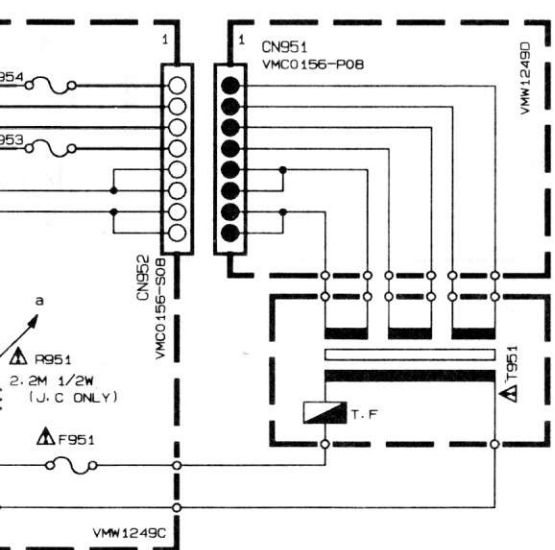 1
1
CN951
VMC0156-P08
VMW1249D
954
953
CN952
VMC0156-S08
a
R951
2.2M 1/2W
(J.C ONLY)
F951
T951
T.F
VMW1249C